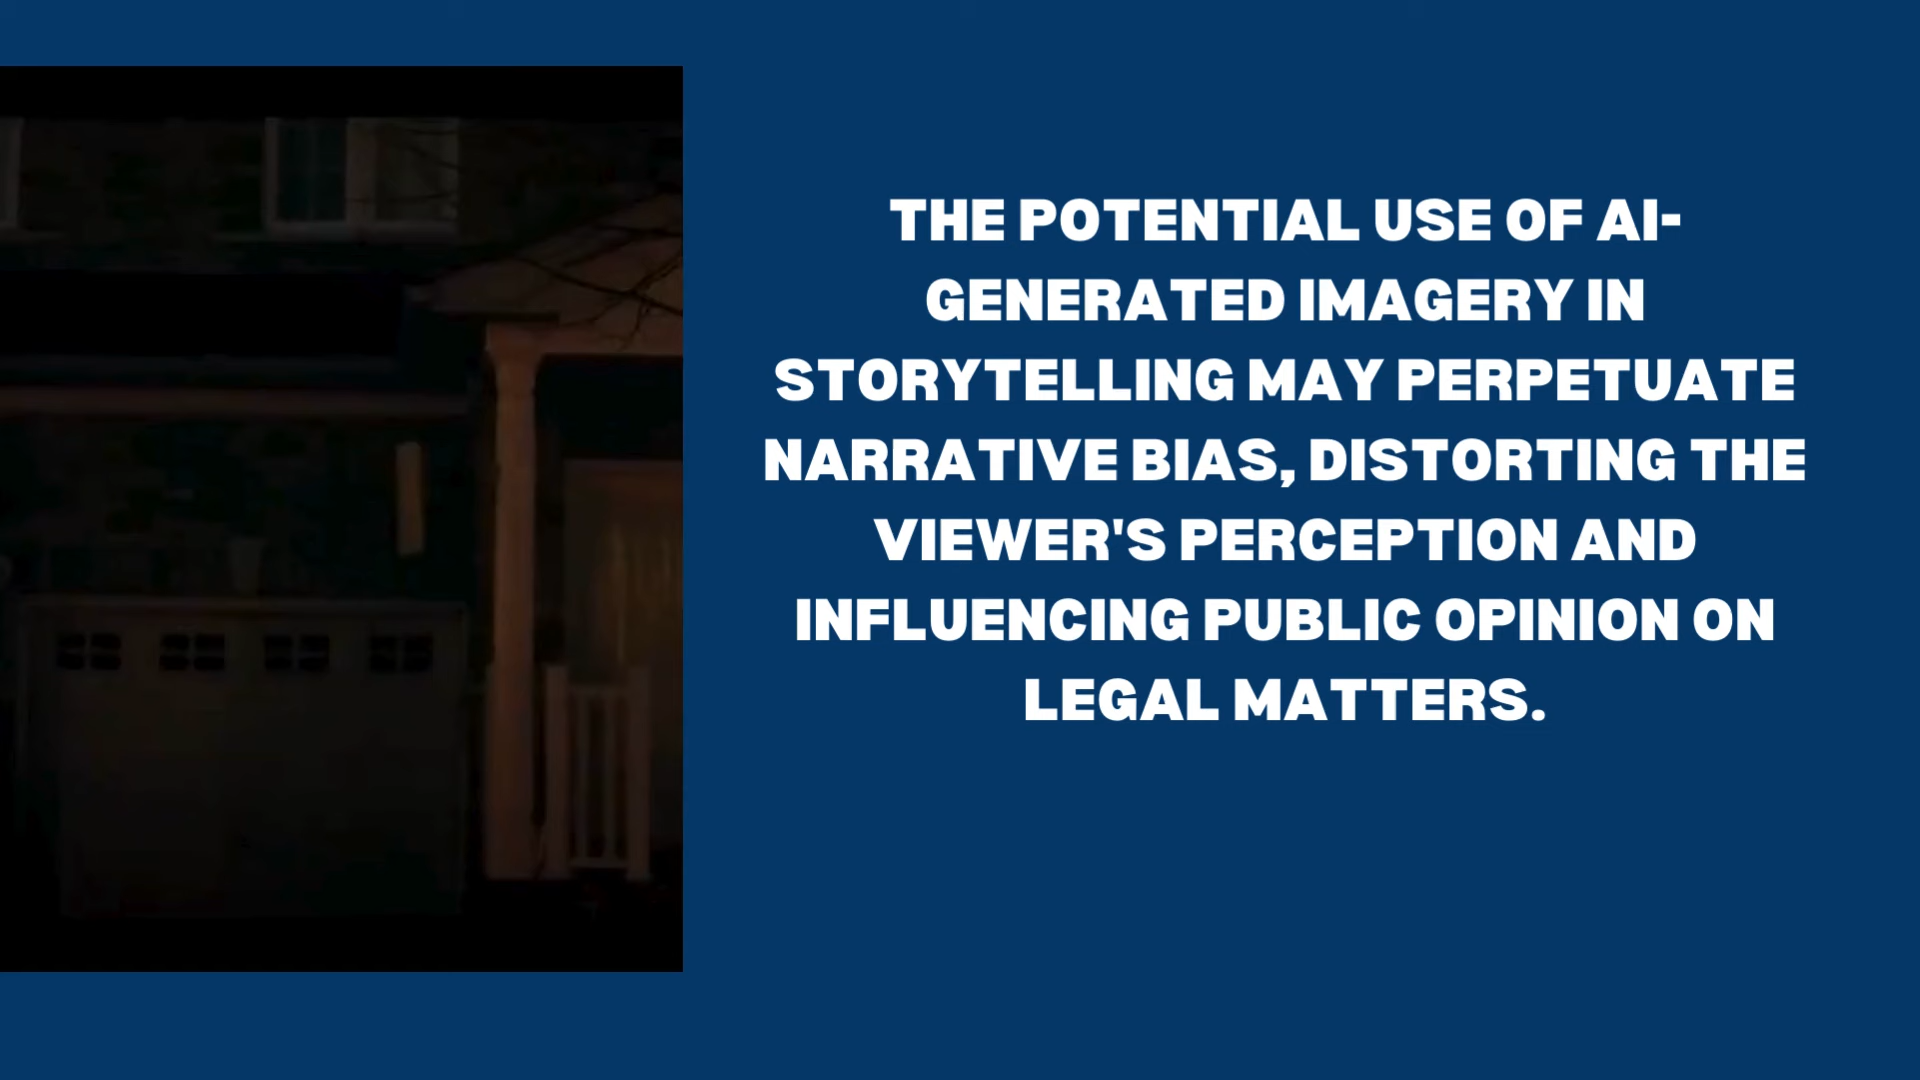 THE POTENTIAL USE OF AI-
GENERATED IMAGERY IN
STORYTELLING MAY PERPETUATE
NARRATIVE BIAS, DISTORTING THE
VIEWER'S PERCEPTION AND
INFLUENCING PUBLIC OPINION ON
LEGAL MATTERS.